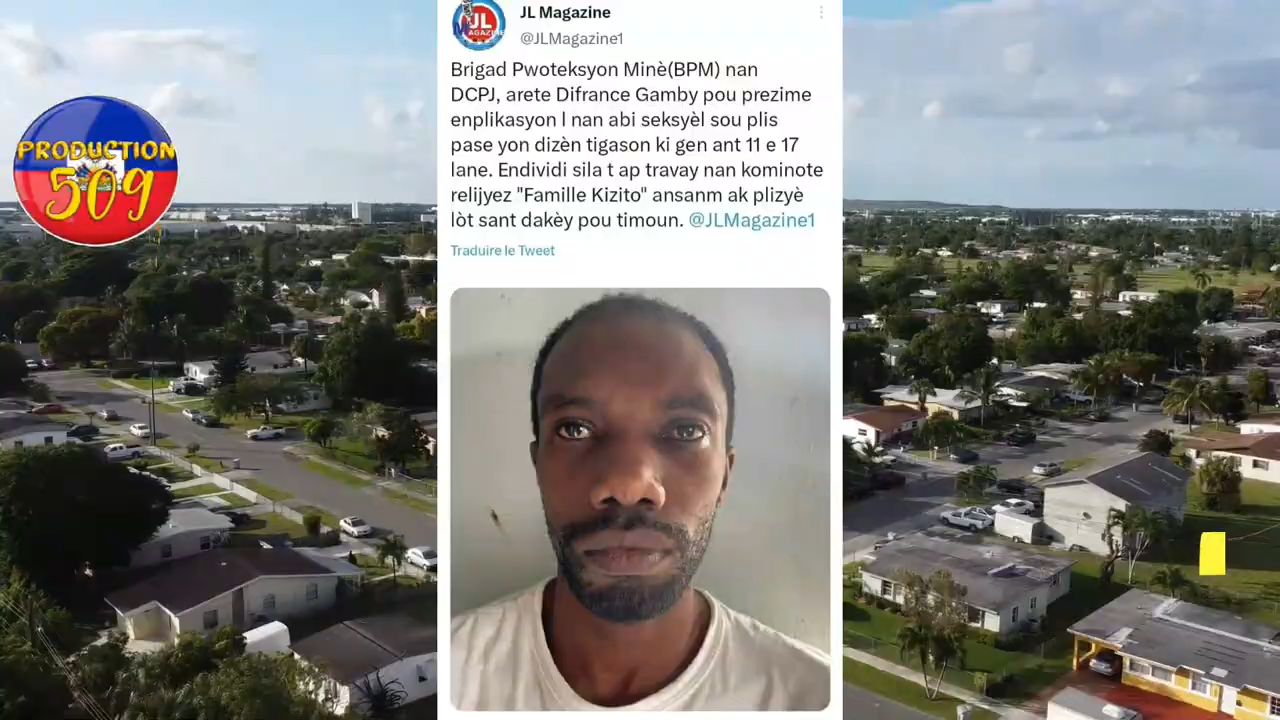 JL Magazine
@JLMagazine1
Brigad Pwoteksyon Minè(BPM) nan
DCPJ, arete Difrance Gamby pou prezime
enplikasyon l nan abi seksyèl sou plis
pase yon dizèn tigason ki gen ant 11 e 17
lane. Endividi sila t ap travay nan kominote
relijyez "Famille Kizito" ansanm ak plizyè
lòt sant dakèy pou timoun. @JLMagazine1
Traduire le Tweet
PRODUCTION
509
JL
MAGAZINE